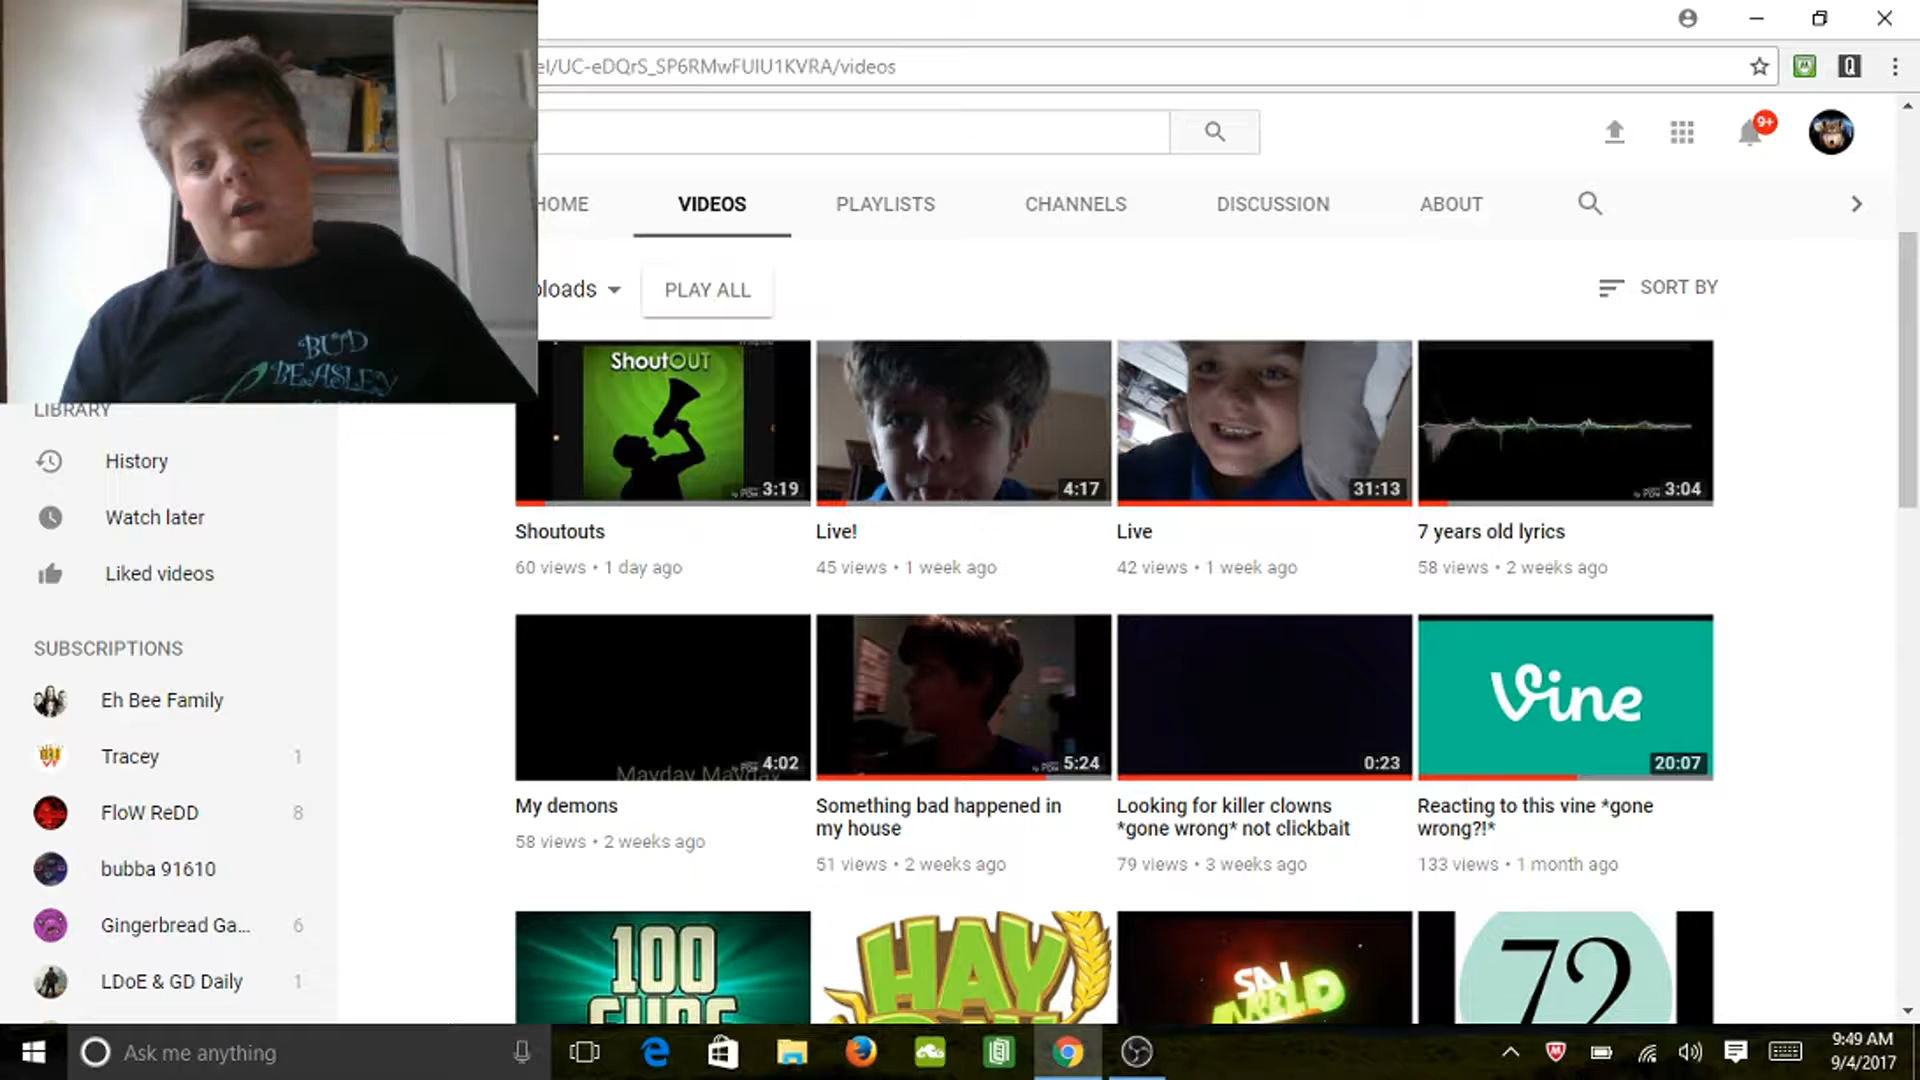 el/UC-eDQrS_SP6RMwFUIU1KVRA/videos
9+
HOME VIDEOS PLAYLISTS CHANNELS DISCUSSION ABOUT
ploads PLAY ALL SORT BY
BUD
BEASLEY
LIBRARY
History
Watch later
Liked videos
SUBSCRIPTIONS
Eh Bee Family
Tracey 1
FloW ReDD 8
bubba 91610
Gingerbread Ga... 6
LDoE & GD Daily 1
ShoutOUT
3:19 4:17 31:13 3:04
Shoutouts Live! Live 7 years old lyrics
60 views • 1 day ago 45 views • 1 week ago 42 views • 1 week ago 58 views • 2 weeks ago
Vine
Mayday Mayday
4:02 5:24 0:23 20:07
My demons Something bad happened in Looking for killer clowns Reacting to this vine *gone
my house *gone wrong* not clickbait wrong?!*
58 views • 2 weeks ago 51 views • 2 weeks ago 79 views • 3 weeks ago 133 views • 1 month ago
100 HAY 72
Ask me anything
9:49 AM
9/4/2017